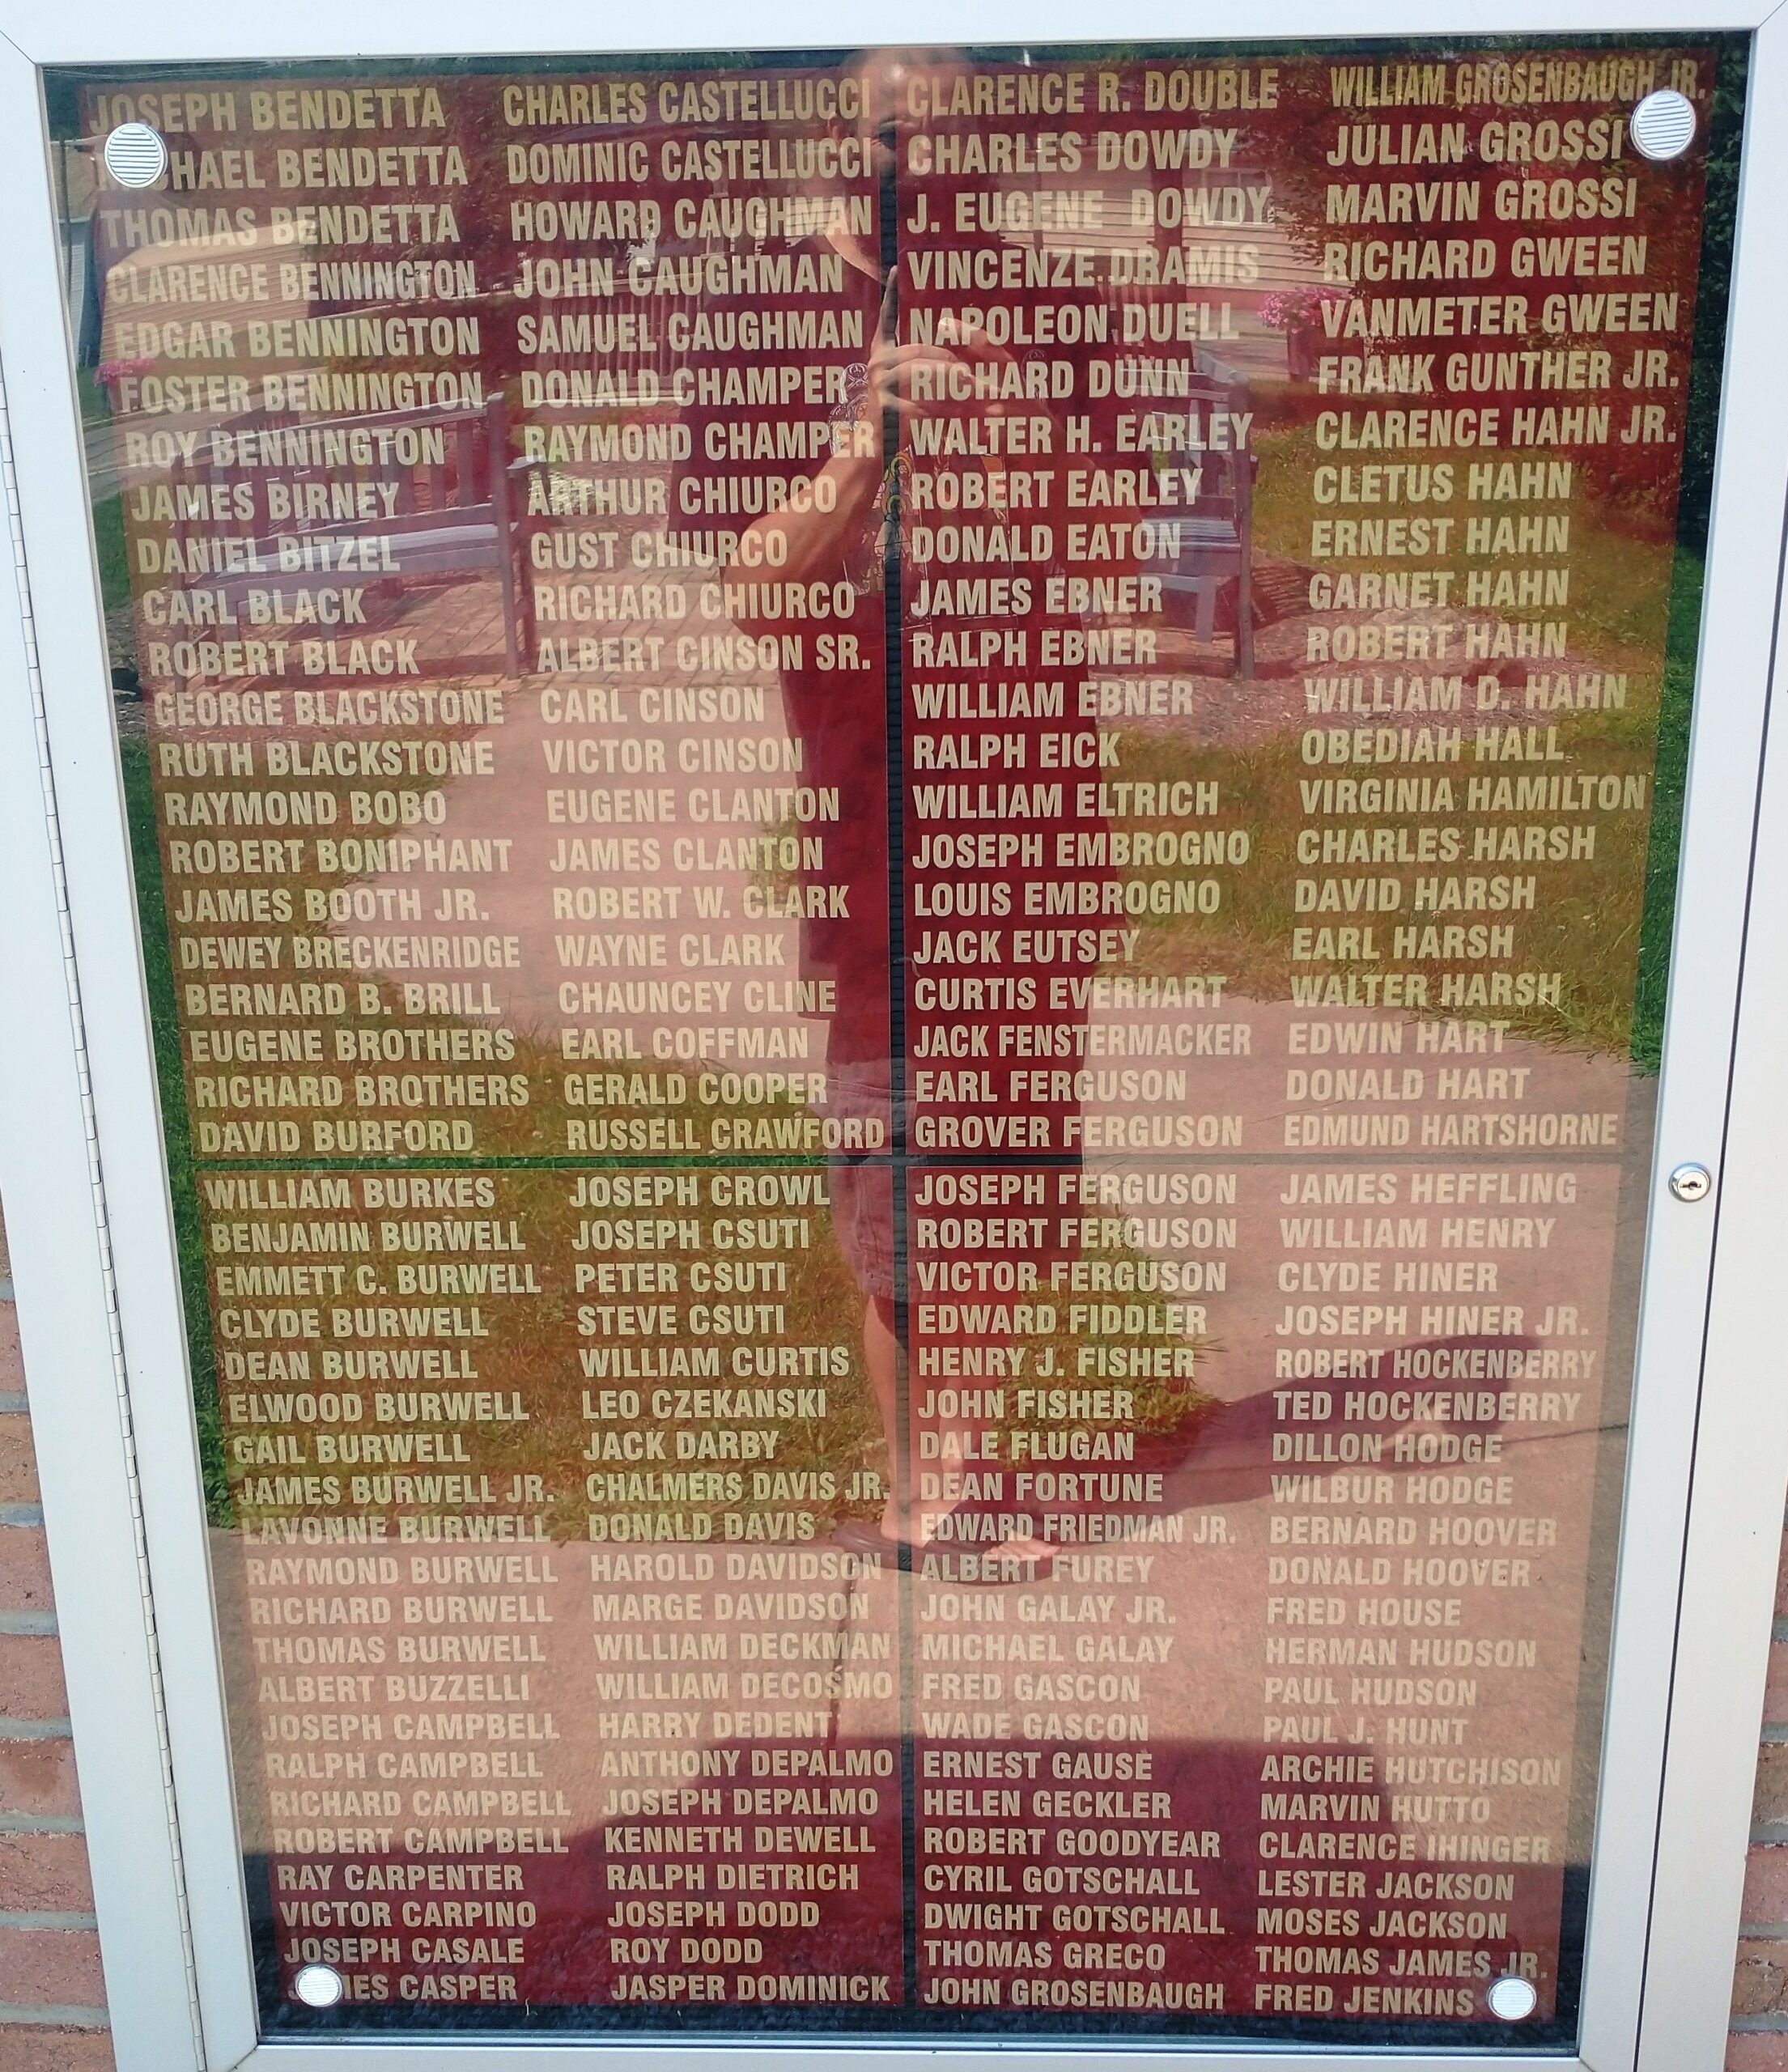 JOSEPH BENDETTA
BENDETTA
THOMAS BENDETTA
CLARENCE BENNINGTON
EDGAR BENNINGTON
FOSTER BENNINGTON
ROY BENNINGTON
JAMES BIRNEY
DANIEL BITZEL
CARL BLACK
ROBERT BLACK
GEORGE BLACKSTONE
RUTH BLACKSTONE
RAYMOND BOBO
ROBERT BONIPHANT
JAMES BOOTH JR.
DEWEY BRECKENRIDGE
BERNARD B. BRILL
EUGENE BROTHERS
RICHARD BROTHERS
DAVID BURFORD
WILLIAM BURKES
BENJAMIN BURWELL
EMMETT C. BURWELL
CLYDE BURWELL
DEAN BURWELL
ELWOOD BURWELL
GAIL BURWELL
JAMES BURWELL JR.
LAVONNE BURWELL
RAYMOND BURWELL
RICHARD BURWELL
THOMAS BURWELL
ALBERT BUZZELLI
JOSEPH CAMPBELL
RALPH CAMPBELL
RICHARD CAMPBELL
ROBERT CAMPBELL
RAY CARPENTER
VICTOR CARPINO
JOSEPH CASALE
CASPER
CHARLES CASTELLUCCI
DOMINIC CASTELLUCCI
HOWARD CAUGHMAN
JOHN CAUGHMAN
SAMUEL CAUGHMAN
DONALD CHAMPER
RAYMOND CHAMPER
ARTHUR CHIURCO
GUST CHIURCO
RICHARD CHIURCO
ALBERT CINSON SR.
CARL CINSON
VICTOR CINSON
EUGENE CLANTON
JAMES CLANTON
ROBERT W. CLARK
WAYNE CLARK
CHAUNCEY CLINE
EARL COFFMAN
GERALD COOPER
RUSSELL CRAWFORD
JOSEPH CROWL
JOSEPH CSUTI
PETER CSUTI
STEVE CSUTI
WILLIAM CURTIS
LEO CZEKANSKI
JACK DARBY
CHALMERS DAVIS JR.
DONALD DAVIS
HAROLD DAVIDSON
MARGE DAVIDSON
WILLIAM DECKMAN
WILLIAM DECOSMO
HARRY DEDENT
ANTHONY DEPALMO
JOSEPH DEPALMO
KENNETH DEWELL
RALPH DIETRICH
JOSEPH DODD
ROY DODD
JASPER DOMINICK
CLARENCE R. DOUBLE
CHARLES DOWDY
J. EUGENE DOWDY
VINCENZE DRAMIS
NAPOLEON DUELL
RICHARD DUNN
WALTER H. EARLEY
ROBERT EARLEY
DONALD EATON
JAMES EBNER
RALPH EBNER
WILLIAM EBNER
RALPH EICK
WILLIAM ELTRICH
JOSEPH EMBROGNO
LOUIS EMBROGNO
JACK EUTSEY
CURTIS EVERHART
JACK FENSTERMACKER
EARL FERGUSON
GROVER FERGUSON
JOSEPH FERGUSON
ROBERT FERGUSON
VICTOR FERGUSON
EDWARD FIDDLER
HENRY J. FISHER
JOHN FISHER
DALE FLUGAN
DEAN FORTUNE
EDWARD FRIEDMAN JR.
ALBERT FUREY
JOHN GALAY JR.
MICHAEL GALAY
FRED GASCON
WADE GASCON
ERNEST GAUSE
HELEN GECKLER
ROBERT GOODYEAR
CYRIL GOTSCHALL
DWIGHT GOTSCHALL
THOMAS GRECO
JOHN GROSENBAUGH
WILLIAM GROSENBAUGH JR.
JULIAN GROSSI
MARVIN GROSSI
RICHARD GWEEN
VANMETER GWEEN
FRANK GUNTHER JR.
CLARENCE HAHN JR.
CLETUS HAHN
ERNEST HAHN
GARNET HAHN
ROBERT HAHN
WILLIAM D. HAHN
OBEDIAH HALL
VIRGINIA HAMILTON
CHARLES HARSH
DAVID HARSH
EARL HARSH
WALTER HARSH
EDWIN HART
DONALD HART
EDMUND HARTSHORNE
JAMES HEFFLING
WILLIAM HENRY
CLYDE HINER
JOSEPH HINER JR.
ROBERT HOCKENBERRY
TED HOCKENBERRY
DILLON HODGE
WILBUR HODGE
BERNARD HOOVER
DONALD HOOVER
FRED HOUSE
HERMAN HUDSON
PAUL HUDSON
PAUL J. HUNT
ARCHIE HUTCHISON
MARVIN HUTTO
CLARENCE IHINGER
LESTER JACKSON
MOSES JACKSON
THOMAS JAMES JR.
FRED JENKINS